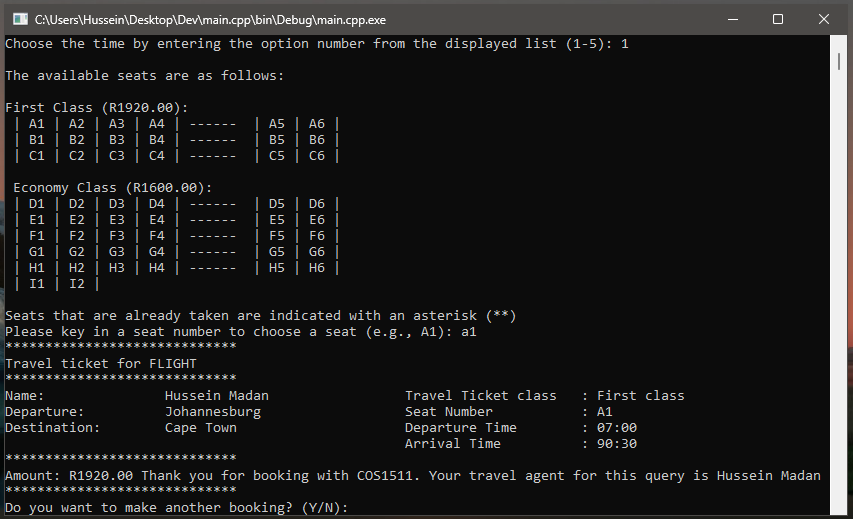 C:\Users\Hussein\Desktop\Dev\main.cpp\bin\Debug\main.cpp.exe
Choose the time by entering the option number from the displayed list (1-5): 1
The available seats are as follows:
First Class (R1920.00):
| A1 | A2 | A3 | A4 | ------ | A5 | A6 |
| B1 | B2 | B3 | B4 | ------ | B5 | B6 |
| C1 | C2 | C3 | C4 | ------ | C5 | C6 |
Economy Class (R1600.00):
| D1 | D2 | D3 | D4 | ------ | D5 | D6 |
| E1 | E2 | E3 | E4 | ------ | E5 | E6 |
| F1 | F2 | F3 | F4 | ------ | F5 | F6 |
| G1 | G2 | G3 | G4 | ------ | G5 | G6 |
| H1 | H2 | H3 | H4 | ------ | H5 | H6 |
| I1 | I2 |
Seats that are already taken are indicated with an asterisk (**)
Please key in a seat number to choose a seat (e.g., A1): a1
*****************************
Travel ticket for FLIGHT
*****************************
Name: Hussein Madan Travel Ticket class : First class
Departure: Johannesburg Seat Number : A1
Destination: Cape Town Departure Time : 07:00
Arrival Time : 90:30
*****************************
Amount: R1920.00 Thank you for booking with COS1511. Your travel agent for this query is Hussein Madan
*****************************
Do you want to make another booking? (Y/N):